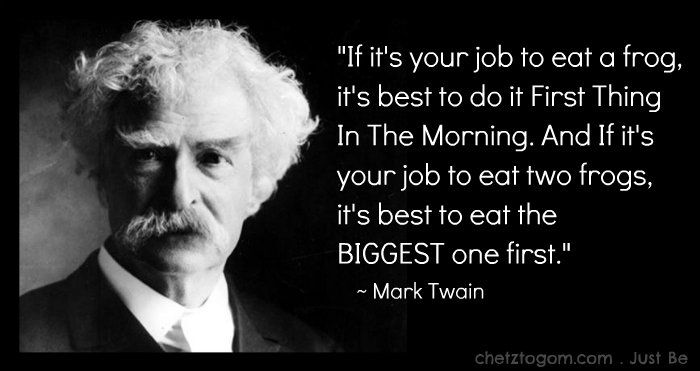 "If it's your job to eat a frog,
it's best to do it First Thing
In The Morning. And If it's
your job to eat two frogs,
it's best to eat the
BIGGEST one first."
~ Mark Twain
chetztogom.com . Just Be